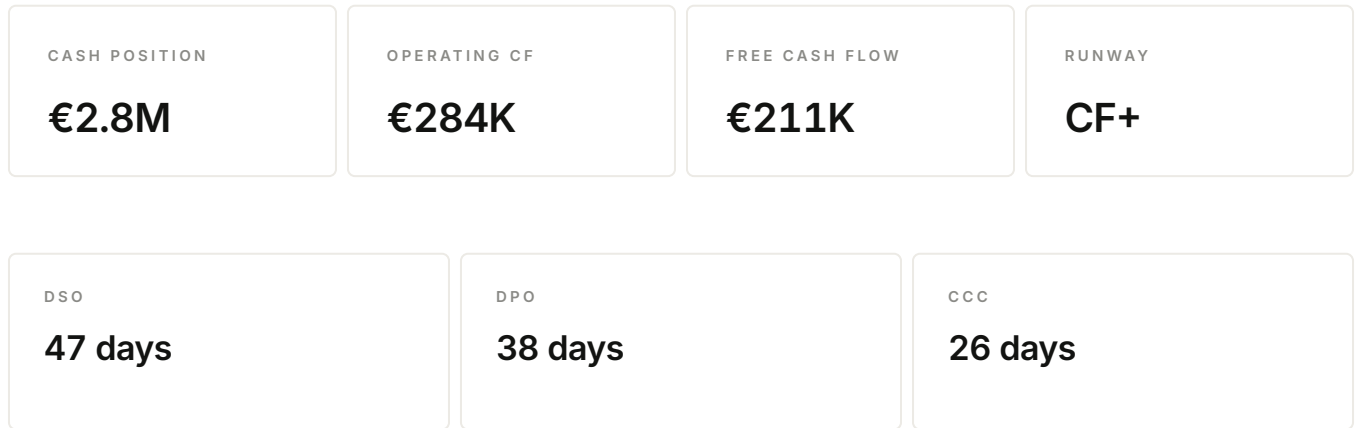 CASH POSITION
€2.8M
OPERATING CF
€284K
FREE CASH FLOW
€211K
RUNWAY
CF+
DSO
47 days
DPO
38 days
CCC
26 days